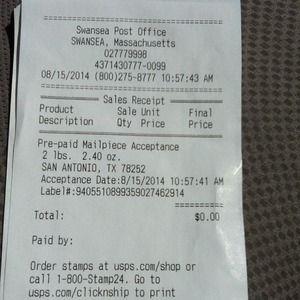 ====================
Swansea Post Office
SWANSEA, Massachusetts
027779998
4371430777-0099
08/15/2014 (800)275-8777 10:57:43 AM
====================
Sales Receipt
Product Sale Unit Final
Description Qty Price Price
Pre-paid Mailpiece Acceptance
2 lbs. 2.40 oz.
SAN ANTONIO, TX 78252
Acceptance Date:8/15/2014 10:57:41 AM
Label#:9405510899359027462914
==========
Total: $0.00
Paid by:
Order stamps at usps.com/shop or
call 1-800-Stamp24. Go to
usps.com/clicknship to print